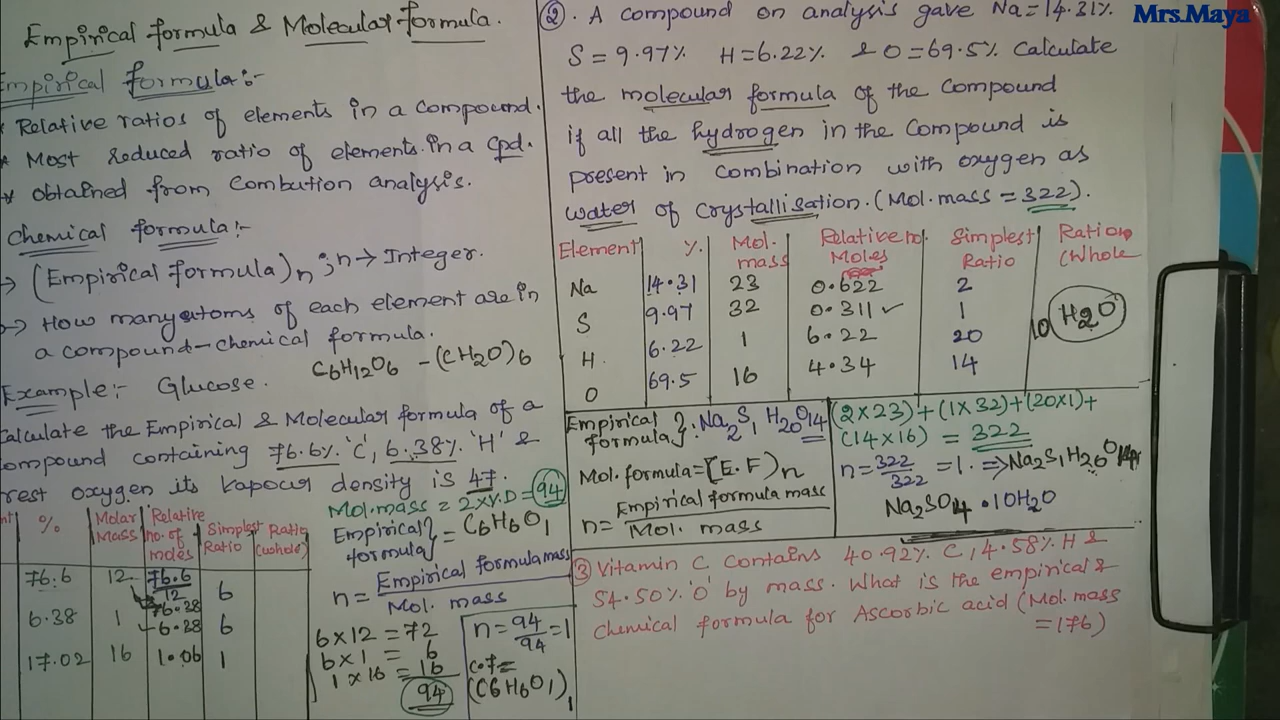 Empirical formula & Molecular formula.
Empirical formula:-
* Relative ratios of elements in a compound.
* Most reduced ratio of elements in a cpd.
* obtained from Combution analysis.
Chemical formula:-
→ (Empirical formula)n ; n → Integer.
→ How many atoms of each element are in
a compound - chemical formula.
Example:- Glucose. C6H12O6 - (CH2O)6
Calculate the Empirical & Molecular formula of a
compound containing 76.6% 'C', 6.38% 'H' &
rest oxygen its vapour density is 47.
Mol.mass = 2xV.D = 94
nt % Molar Mass Relative no. of moles Simplest Ratio Ratio (whole)
76.6 12 76.6/12 6
6.38 1 6.28 6
17.02 16 1.06 1
Empirical formula } = C6H6O1
n = Empirical formula mass / Mol. mass
6 x 12 = 72
6 x 1 = 6
1 x 16 = 16
94
n = 94/94 = 1
(C6H6O1)1
Mrs.Maya
② . A compound on analysis gave Na = 14.31%.
S = 9.97% H = 6.22% & O = 69.5% Calculate
the molecular formula of the compound
if all the hydrogen in the compound is
present in combination with oxygen as
water of crystallisation. (Mol.mass = 322).
Element % Mol. mass Relative no. Moles Simplest Ratio Ratio (Whole
Na 14.31 23 0.622 2
S 9.97 32 0.311 ✓ 1
H 6.22 1 6.22 20
O 69.5 16 4.34 14
10 H2O
Empirical formula } : Na2S1H20O14
Mol. formula = [E.F]n
n = Empirical formula mass / Mol. mass
(2x23)+(1x32)+(20x1)+
(14x16) = 322
n = 322/322 = 1. ⇒ Na2S1H20O14
Na2SO4 . 10H2O
③ Vitamin C contains 40.92% C, 4.58% H &
54.50% 'O' by mass. What is the empirical &
chemical formula for Ascorbic acid (Mol.mass
= 176)